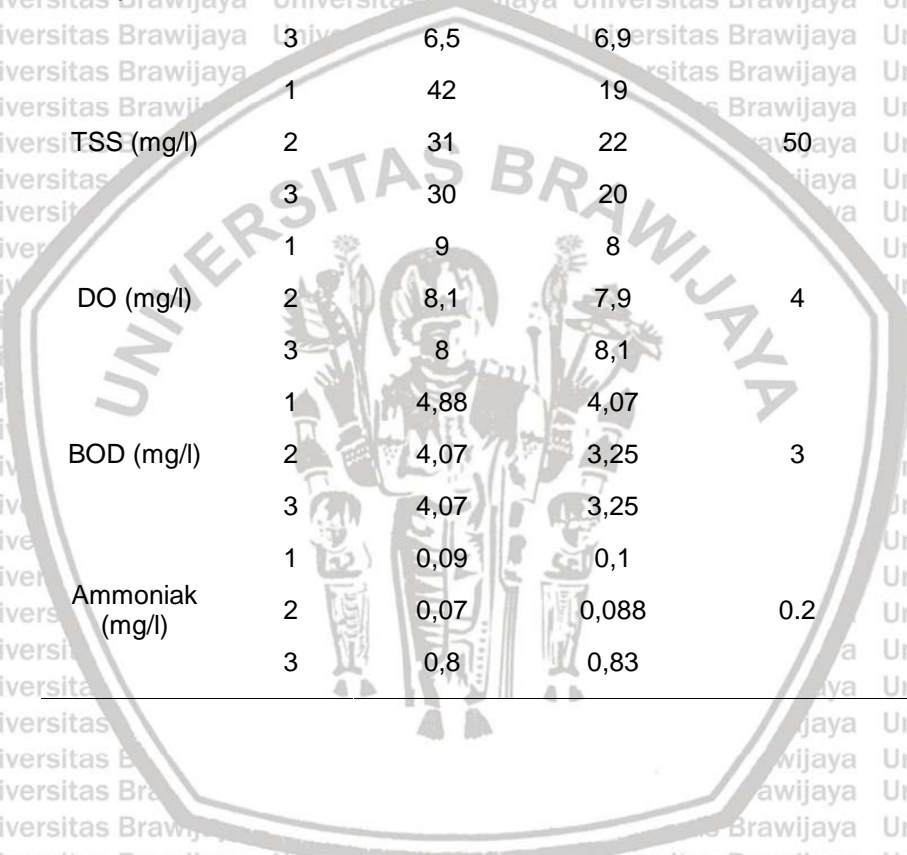 3 6,5 6,9
1 42 19
TSS (mg/l) 2 31 22 50
3 30 20
1 9 8
DO (mg/l) 2 8,1 7,9 4
3 8 8,1
1 4,88 4,07
BOD (mg/l) 2 4,07 3,25 3
3 4,07 3,25
1 0,09 0,1
Ammoniak
(mg/l) 2 0,07 0,088 0.2
3 0,8 0,83
UNIVERSITAS BRAWIJAYA